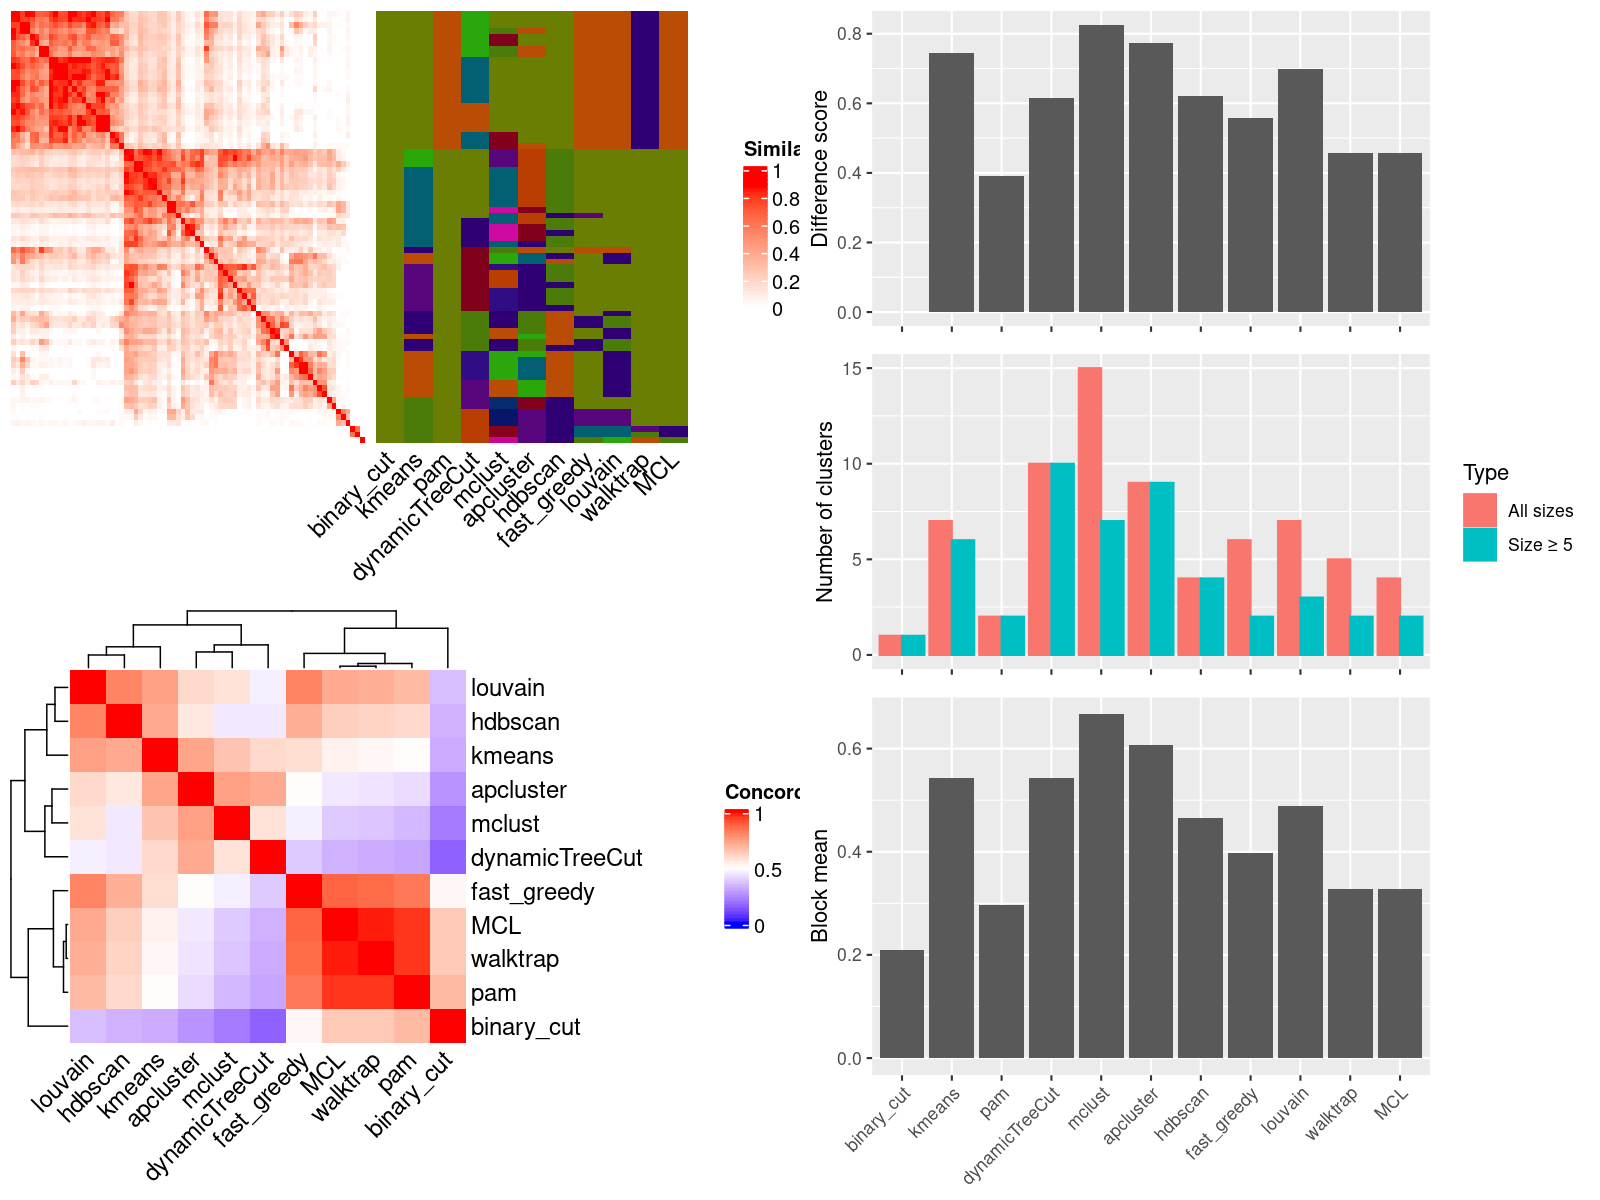 Simila
1
0.8
0.6
0.4
0.2
0
binary_cut
kmeans
pam
dynamicTreeCut
mclust
apcluster
hdbscan
fast_greedy
louvain
walktrap
MCL
louvain
hdbscan
kmeans
apcluster
mclust
dynamicTreeCut
fast_greedy
MCL
walktrap
pam
binary_cut
Concord
1
0.5
0
louvain
hdbscan
kmeans
apcluster
mclust
dynamicTreeCut
fast_greedy
MCL
walktrap
pam
binary_cut
Difference score
0.8
0.6
0.4
0.2
0.0
Number of clusters
15
10
5
0
Type
All sizes
Size ≥ 5
Block mean
0.6
0.4
0.2
0.0
binary_cut
kmeans
pam
dynamicTreeCut
mclust
apcluster
hdbscan
fast_greedy
louvain
walktrap
MCL